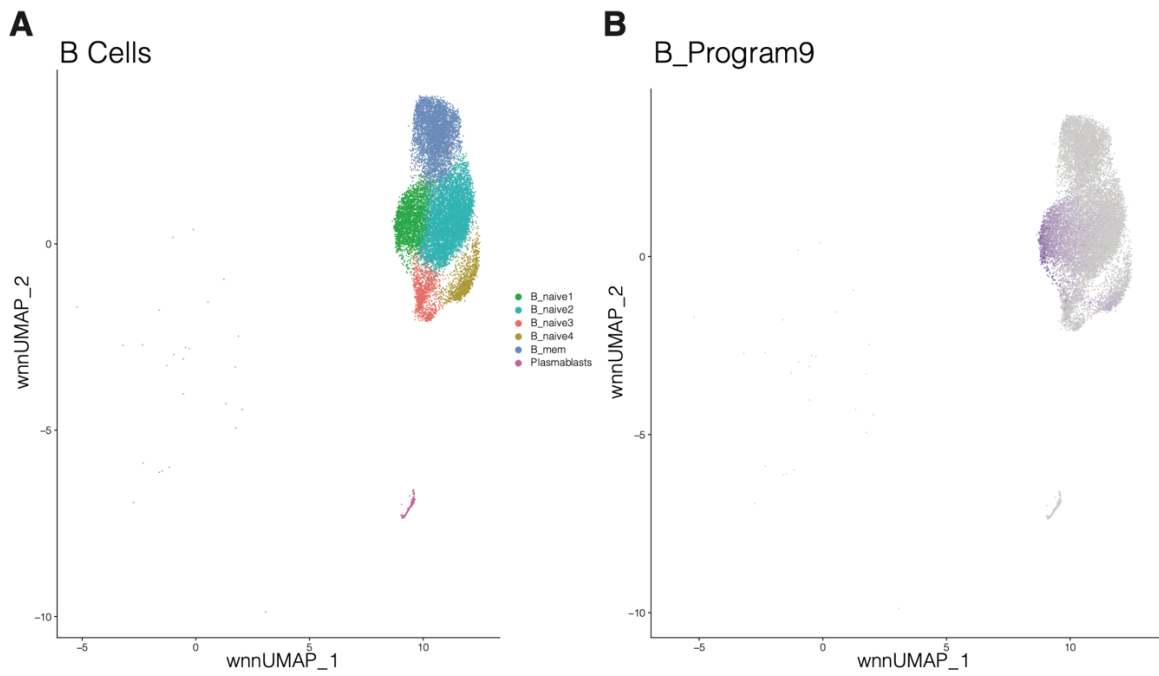 A
B Cells
0
−5
−10
−5
0
5
10
wnnUMAP_2
wnnUMAP_1
B_naive1
B_naive2
B_naive3
B_naive4
B_mem
Plasmablasts
B
B_Program9
0
−5
−10
−5
0
5
10
wnnUMAP_2
wnnUMAP_1